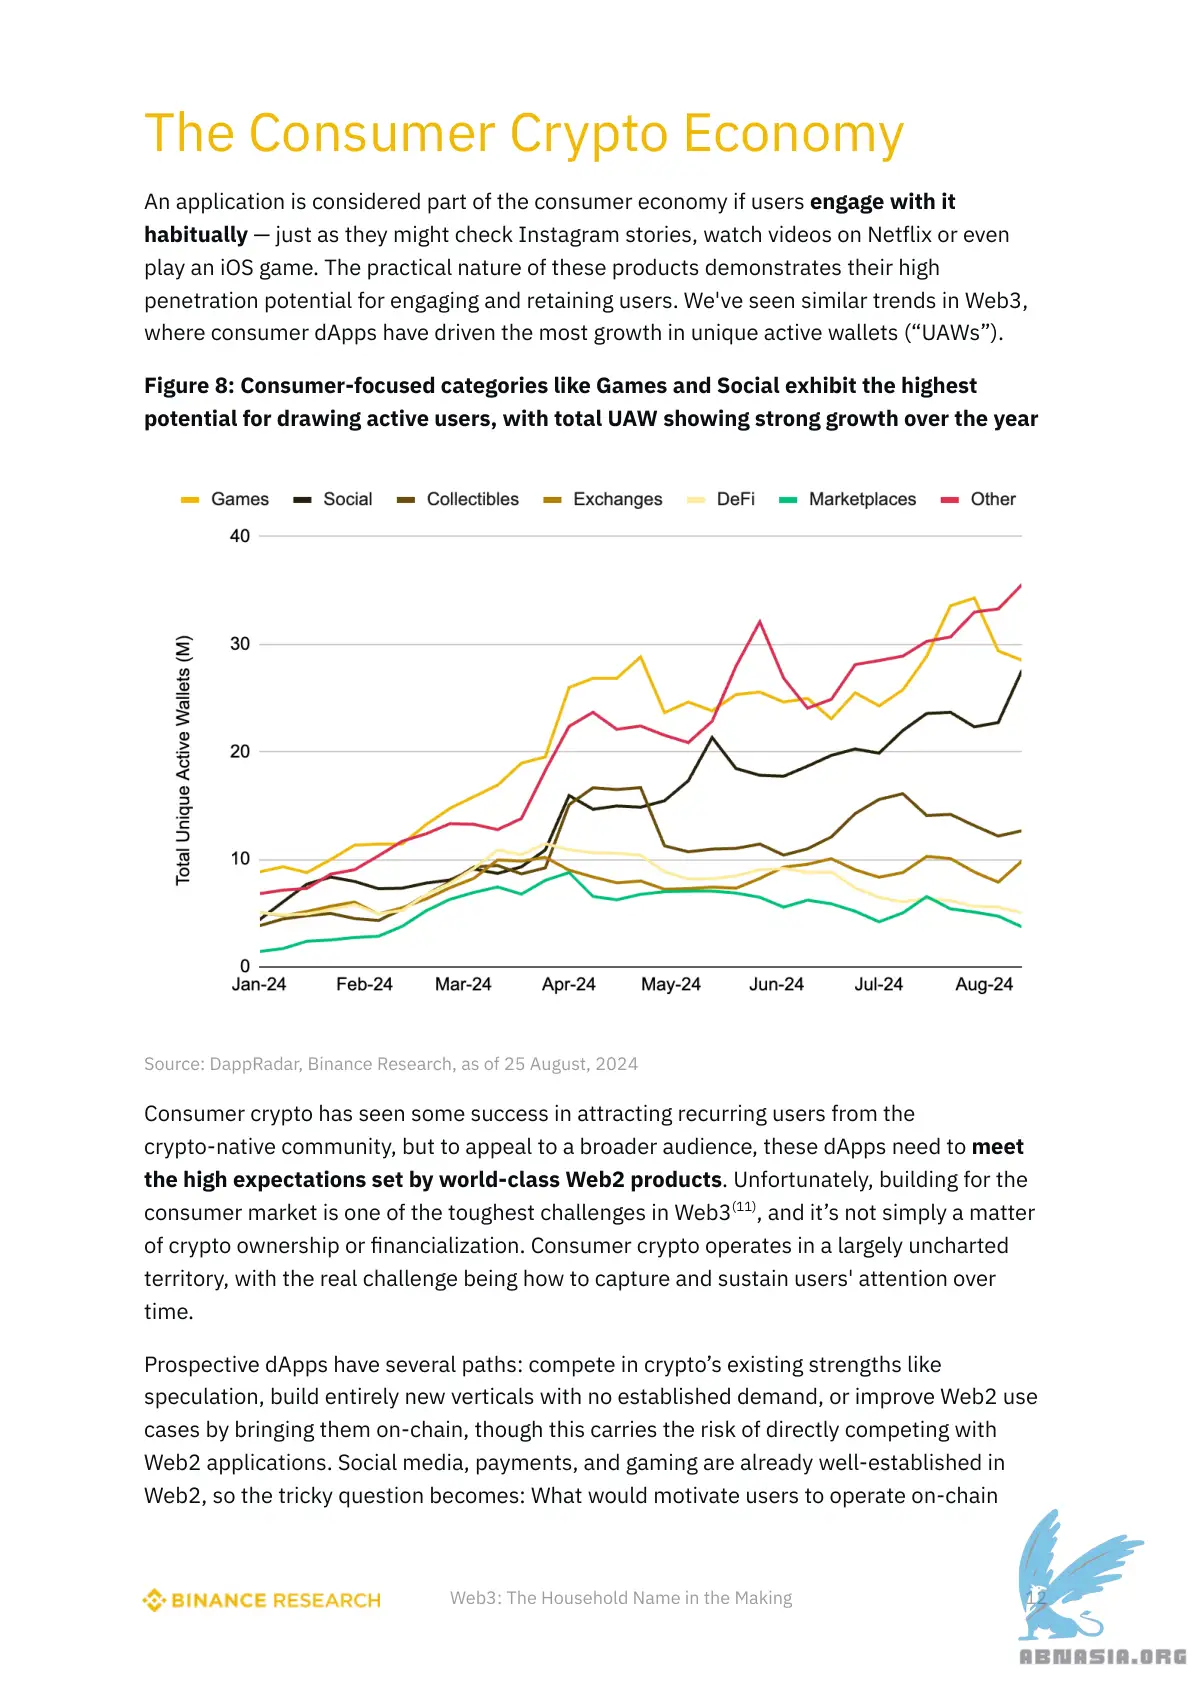 The Consumer Crypto Economy
An application is considered part of the consumer economy if users engage with it
habitually — just as they might check Instagram stories, watch videos on Netflix or even
play an iOS game. The practical nature of these products demonstrates their high
penetration potential for engaging and retaining users. We've seen similar trends in Web3,
where consumer dApps have driven the most growth in unique active wallets (“UAWs”).
Figure 8: Consumer-focused categories like Games and Social exhibit the highest
potential for drawing active users, with total UAW showing strong growth over the year
Games Social Collectibles Exchanges DeFi Marketplaces Other
Total Unique Active Wallets (M)
40
30
20
10
0
Jan-24 Feb-24 Mar-24 Apr-24 May-24 Jun-24 Jul-24 Aug-24
Source: DappRadar, Binance Research, as of 25 August, 2024
Consumer crypto has seen some success in attracting recurring users from the
crypto-native community, but to appeal to a broader audience, these dApps need to meet
the high expectations set by world-class Web2 products. Unfortunately, building for the
consumer market is one of the toughest challenges in Web3(11), and it’s not simply a matter
of crypto ownership or financialization. Consumer crypto operates in a largely uncharted
territory, with the real challenge being how to capture and sustain users' attention over
time.
Prospective dApps have several paths: compete in crypto’s existing strengths like
speculation, build entirely new verticals with no established demand, or improve Web2 use
cases by bringing them on-chain, though this carries the risk of directly competing with
Web2 applications. Social media, payments, and gaming are already well-established in
Web2, so the tricky question becomes: What would motivate users to operate on-chain
BINANCE RESEARCH
Web3: The Household Name in the Making
12
ABNASIA.ORG